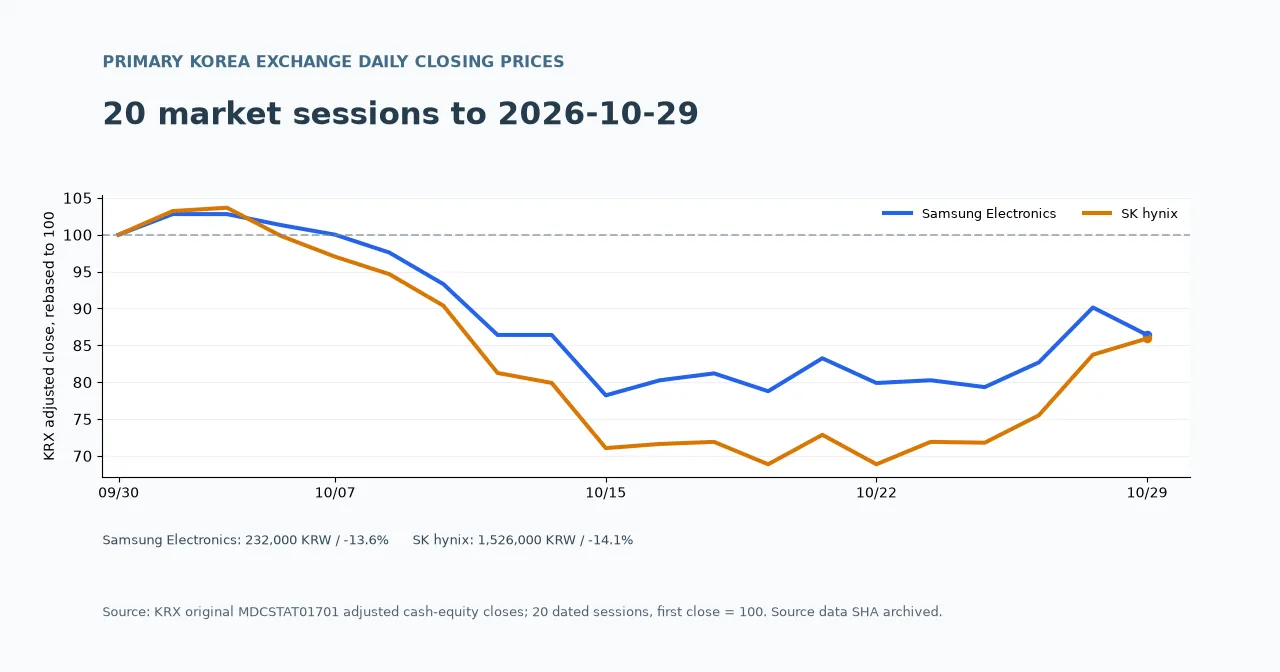 PRIMARY KOREA EXCHANGE DAILY CLOSING PRICES
20 market sessions to 2026-10-29
KRX adjusted close, rebased to 100
105
100
95
90
85
80
75
70
Samsung Electronics
SK hynix
09/30
10/07
10/15
10/22
10/29
Samsung Electronics: 232,000 KRW / -13.6%
SK hynix: 1,526,000 KRW / -14.1%
Source: KRX original MDCSTAT01701 adjusted cash-equity closes; 20 dated sessions, first close = 100. Source data SHA archived.